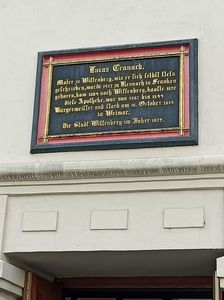 Lucas Cranach,
Maler zu Wittenberg, wie er sich selbst stets
geschrieben, wurde 1472 zu Kronach in Franken
geboren, kam 1504 nach Wittenberg, kaufte 1520
diese Apotheke, war von 1537 bis 1544
Bürgermeister und starb am 16. October 1553
in Weimar.
Die Stadt Wittenberg im Jahre